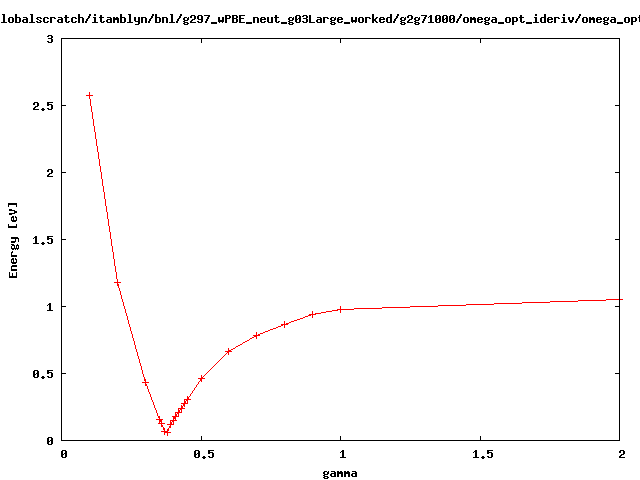 lobalscratch/itamblyn/bnl/g297_wPBE_neut_g03Large_worked/g2g71000/omega_opt_ideriv/omega_opt
3
2.5
2
1.5
1
0.5
0
Energy [eV]
0 0.5 1 1.5 2
gamma